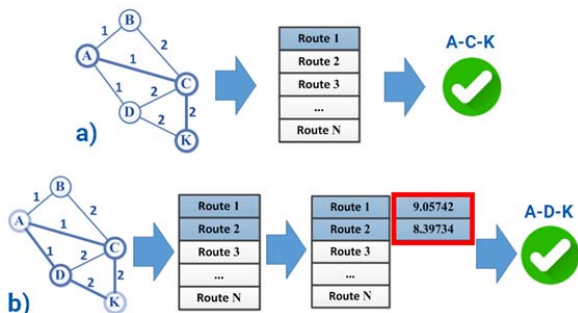 B
1
2
A
1
C
1
2
D
2
2
K
a)
Route 1
Route 2
Route 3
...
Route N
A-C-K
B
1
2
A
1
C
1
2
D
2
2
K
b)
Route 1
Route 2
Route 3
...
Route N
Route 1 9.05742
Route 2 8.39734
Route 3
...
Route N
A-D-K